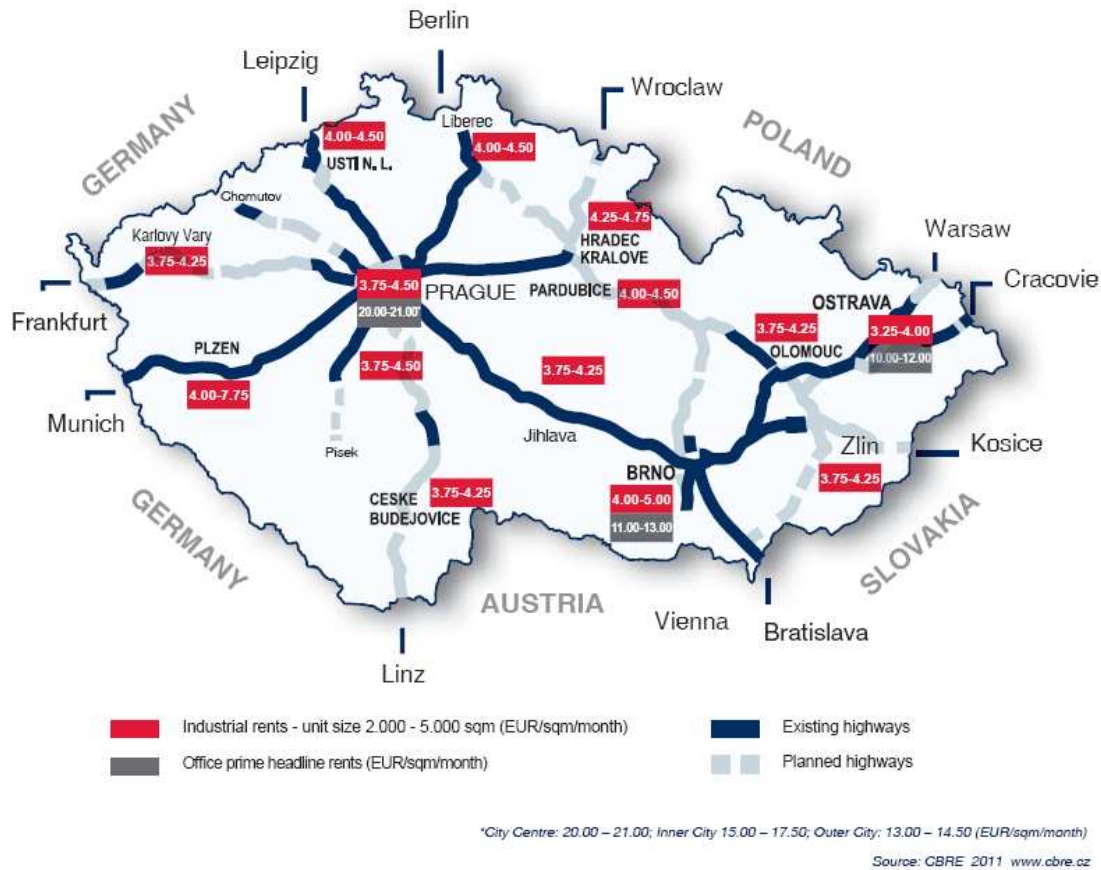 Berlin
Leipzig
Wroclaw
GERMANY
POLAND
Liberec
4.00-4.50
4.00-4.50
USTI N. L.
Chomutov
4.25-4.75
Karlovy Vary
HRADEC
KRALOVE
Warsaw
3.75-4.25
Cracovie
3.75-4.50
PRAGUE
PARDUBICE
4.00-4.50
OSTRAVA
Frankfurt
20.00-21.00*
3.75-4.25
3.25-4.00
PLZEN
OLOMOUC
10.00-12.00
3.75-4.50
3.75-4.25
4.00-7.75
Munich
Jihlava
Pisek
Zlin
Kosice
BRNO
3.75-4.25
3.75-4.25
4.00-5.00
CESKE
BUDEJOVICE
11.00-13.00
GERMANY
SLOVAKIA
AUSTRIA
Vienna
Bratislava
Linz
Industrial rents - unit size 2.000 - 5.000 sqm (EUR/sqm/month)
Existing highways
Office prime headline rents (EUR/sqm/month)
Planned highways
*City Centre: 20.00 – 21.00; Inner City 15.00 – 17.50; Outer City: 13.00 – 14.50 (EUR/sqm/month)
Source: CBRE 2011 www.cbre.cz